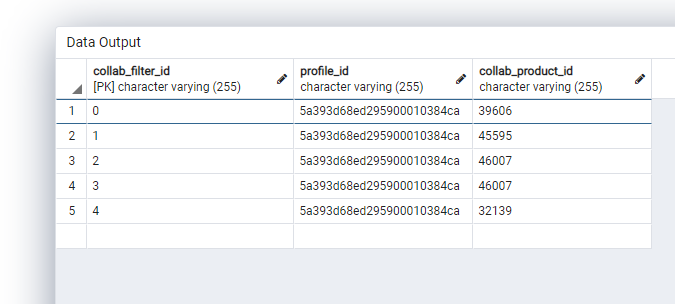 Data Output
collab_filter_id profile_id collab_product_id
[PK] character varying (255) character varying (255) character varying (255)
1 0 5a393d68ed295900010384ca 39606
2 1 5a393d68ed295900010384ca 45595
3 2 5a393d68ed295900010384ca 46007
4 3 5a393d68ed295900010384ca 46007
5 4 5a393d68ed295900010384ca 32139